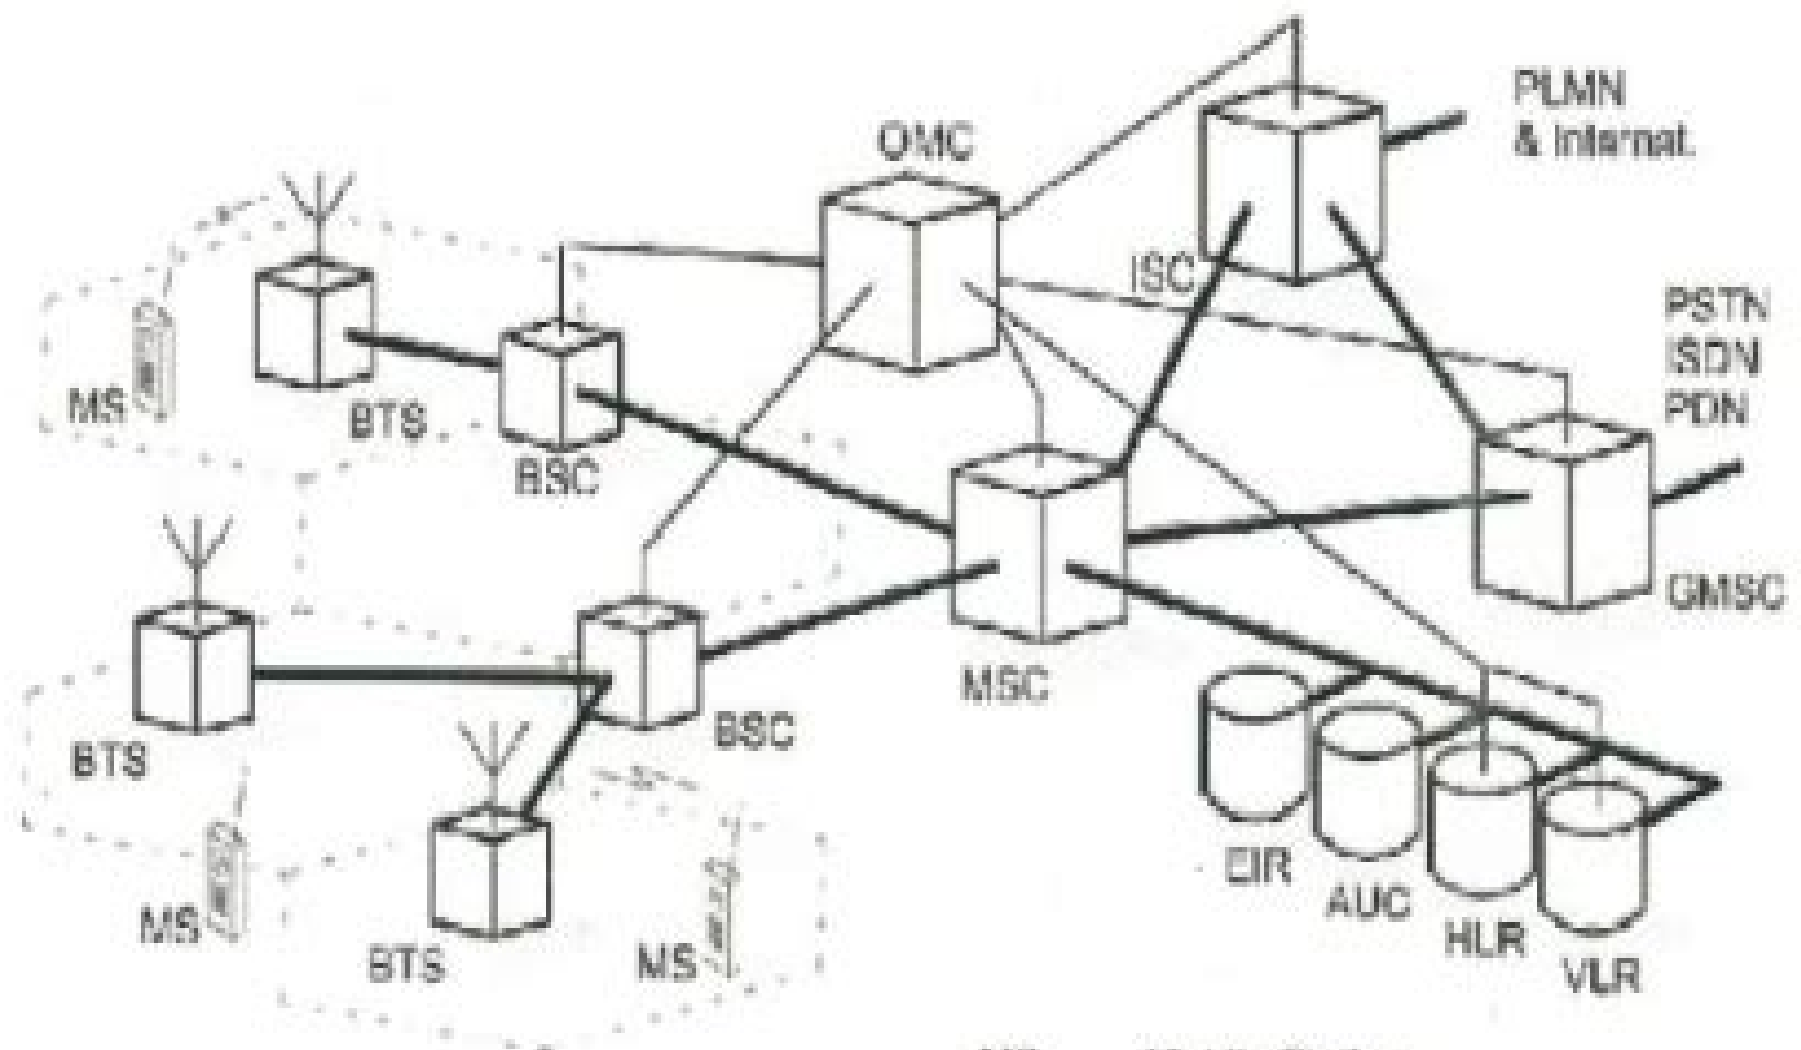 PLMN
& Internat.
OMC
ISC
PSTN
ISDN
PDN
MS
BTS
BSC
GMSC
MSC
BSC
BTS
EIR
AUC
HLR
VLR
MS
BTS
MS